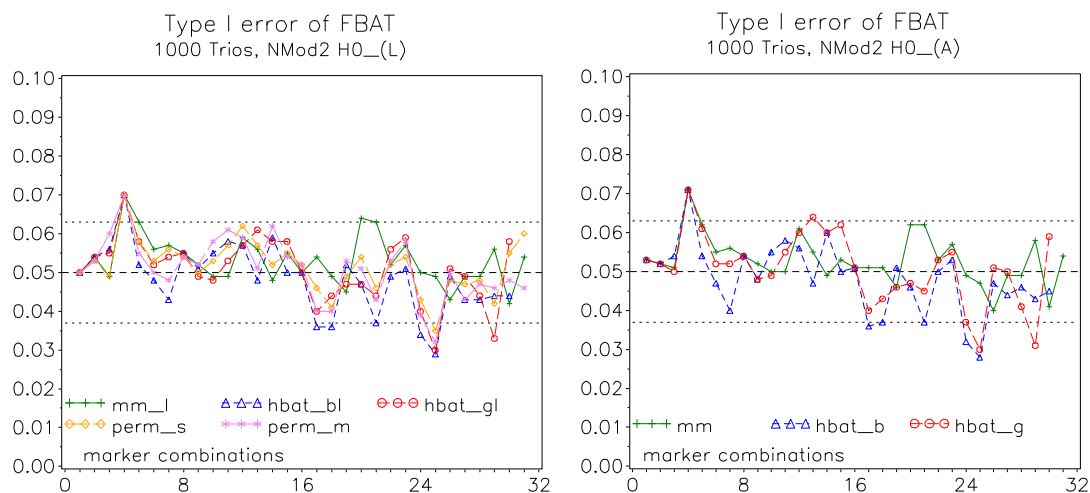 Type I error of FBAT
1000 Trios, NMod2 H0_(L)
0.10
0.09
0.08
0.07
0.06
0.05
0.04
0.03
0.02
0.01
0.00
mm_l hbat_bl hbat_gl
perm_s perm_m
marker combinations
0 8 16 24 32
Type I error of FBAT
1000 Trios, NMod2 H0_(A)
0.10
0.09
0.08
0.07
0.06
0.05
0.04
0.03
0.02
0.01
0.00
mm hbat_b hbat_g
marker combinations
0 8 16 24 32